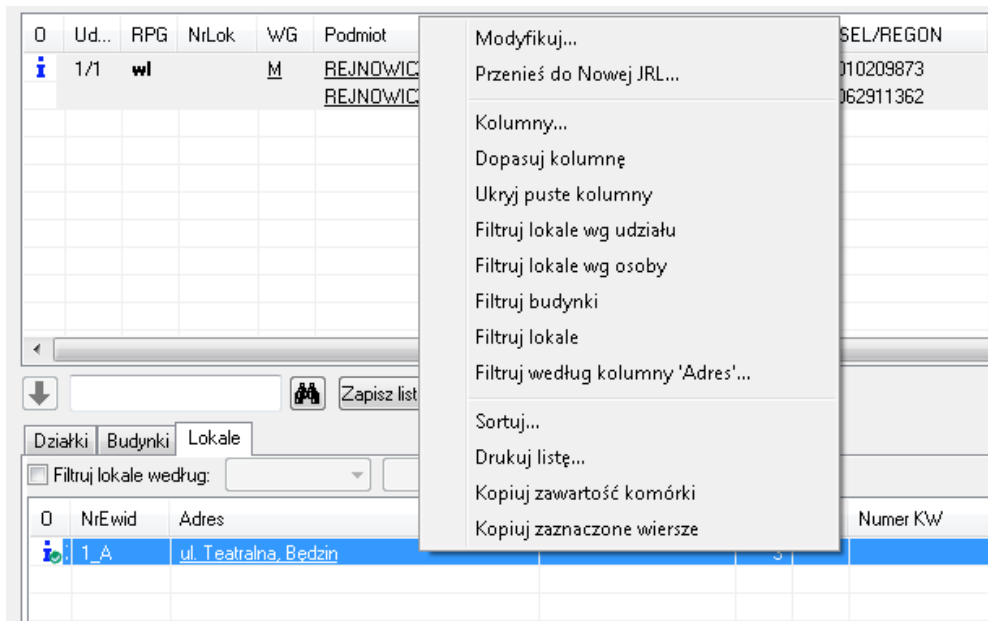 O Ud... RPG NrLok WG Podmiot SEL/REGON
1/1 wł M REJNOWIC 010209873
REJNOWIC 062911362
Modyfikuj...
Przenieś do Nowej JRL...
Kolumny...
Dopasuj kolumnę
Ukryj puste kolumny
Filtruj lokale wg udziału
Filtruj lokale wg osoby
Filtruj budynki
Filtruj lokale
Filtruj według kolumny 'Adres'...
Sortuj...
Drukuj listę...
Kopiuj zawartość komórki
Kopiuj zaznaczone wiersze
Zapisz list
Działki Budynki Lokale
Filtruj lokale według:
O NrEwid Adres Numer KW
1_A ul. Teatralna, Będzin 3